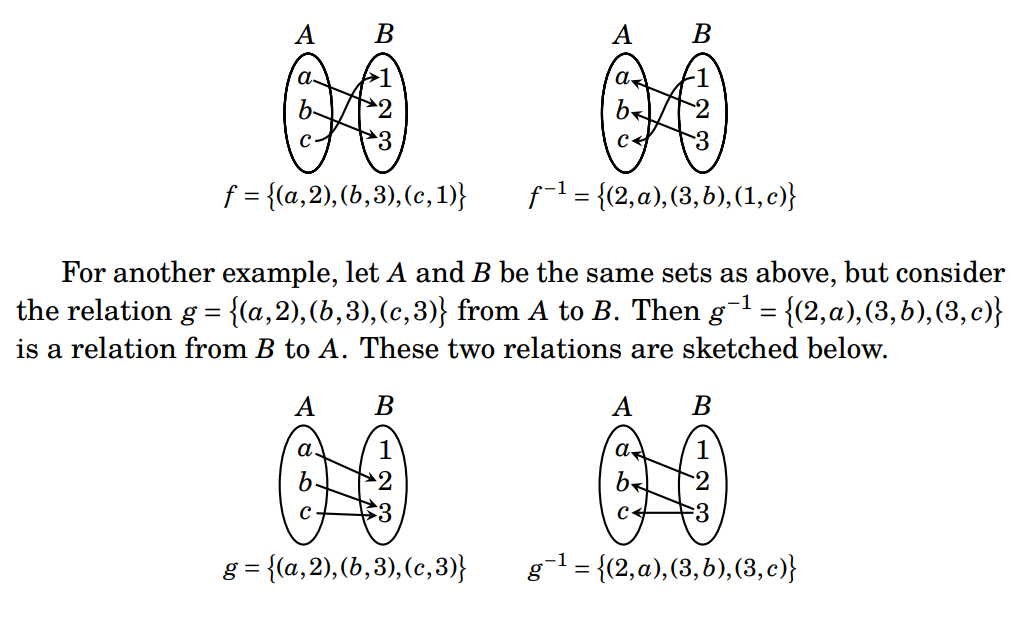 A B A B
a 1 a 1
b 2 b 2
c 3 c 3
f = {(a,2),(b,3),(c,1)} f⁻¹ = {(2,a),(3,b),(1,c)}
For another example, let A and B be the same sets as above, but consider
the relation g = {(a,2),(b,3),(c,3)} from A to B. Then g⁻¹ = {(2,a),(3,b),(3,c)}
is a relation from B to A. These two relations are sketched below.
A B A B
a 1 a 1
b 2 b 2
c 3 c 3
g = {(a,2),(b,3),(c,3)} g⁻¹ = {(2,a),(3,b),(3,c)}